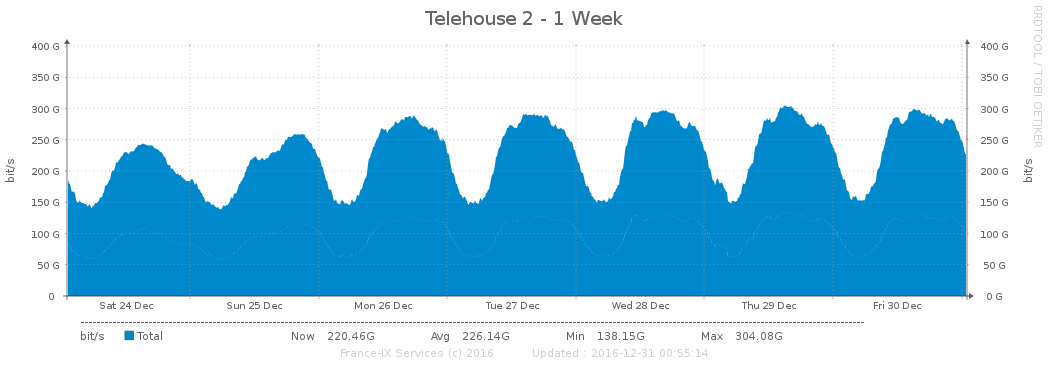 Telehouse 2 - 1 Week
RRDTOOL / TOBI OETIKER
400 G 400 G
350 G 350 G
300 G 300 G
250 G 250 G
200 G 200 G
150 G 150 G
100 G 100 G
50 G 50 G
0 0 G
bit/s bit/s
Sat 24 Dec Sun 25 Dec Mon 26 Dec Tue 27 Dec Wed 28 Dec Thu 29 Dec Fri 30 Dec
bit/s Total Now 220.46G Avg 226.14G Min 138.15G Max 304.08G
France-IX Services (c) 2016 Updated : 2016-12-31 00:55:14